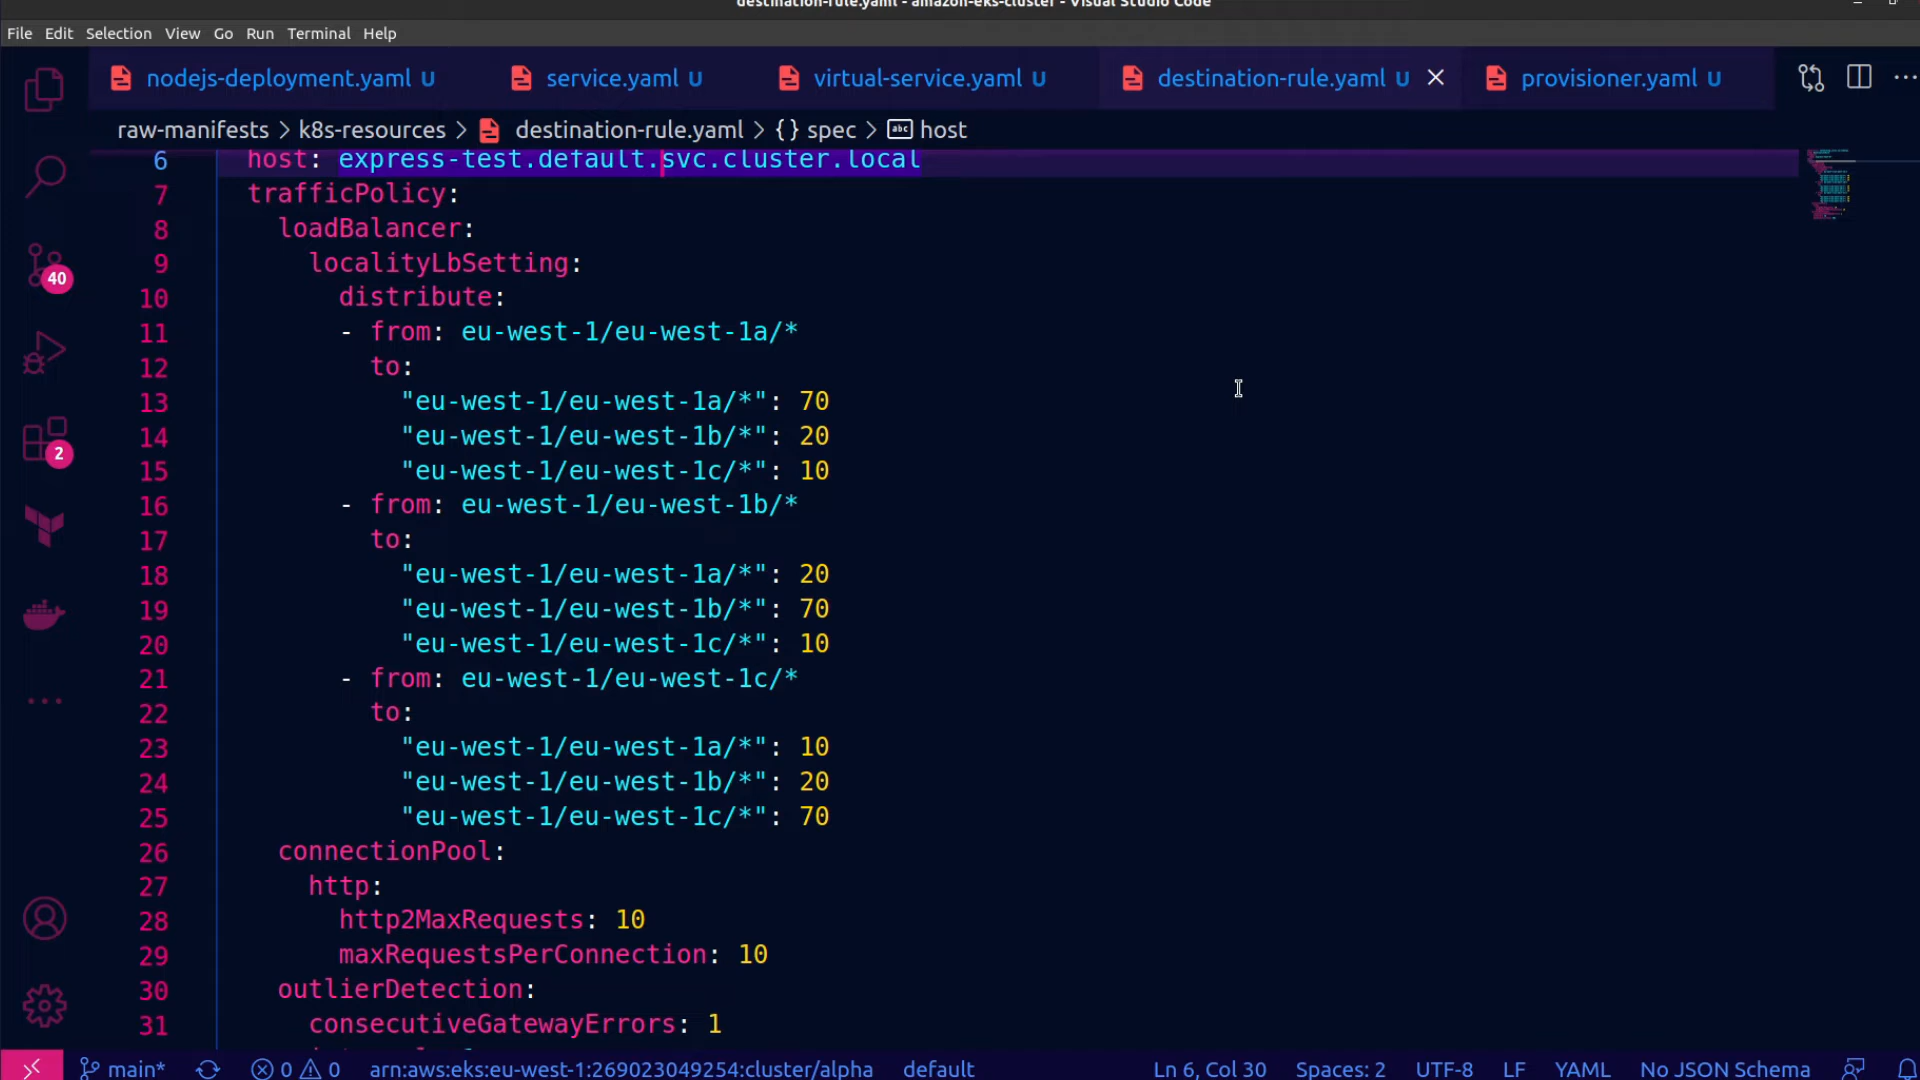 destination-rule.yaml - amazon-eks-cluster - Visual Studio Code
File Edit Selection View Go Run Terminal Help
nodejs-deployment.yaml U service.yaml U virtual-service.yaml U destination-rule.yaml U provisioner.yaml U
raw-manifests > k8s-resources > destination-rule.yaml > {} spec > abc host
6 host: express-test.default.svc.cluster.local
7 trafficPolicy:
8 loadBalancer:
9 localityLbSetting:
10 distribute:
11 - from: eu-west-1/eu-west-1a/*
12 to:
13 "eu-west-1/eu-west-1a/*": 70
14 "eu-west-1/eu-west-1b/*": 20
15 "eu-west-1/eu-west-1c/*": 10
16 - from: eu-west-1/eu-west-1b/*
17 to:
18 "eu-west-1/eu-west-1a/*": 20
19 "eu-west-1/eu-west-1b/*": 70
20 "eu-west-1/eu-west-1c/*": 10
21 - from: eu-west-1/eu-west-1c/*
22 to:
23 "eu-west-1/eu-west-1a/*": 10
24 "eu-west-1/eu-west-1b/*": 20
25 "eu-west-1/eu-west-1c/*": 70
26 connectionPool:
27 http:
28 http2MaxRequests: 10
29 maxRequestsPerConnection: 10
30 outlierDetection:
31 consecutiveGatewayErrors: 1
40
2
main* 0 0 arn:aws:eks:eu-west-1:269023049254:cluster/alpha default Ln 6, Col 30 Spaces: 2 UTF-8 LF YAML No JSON Schema